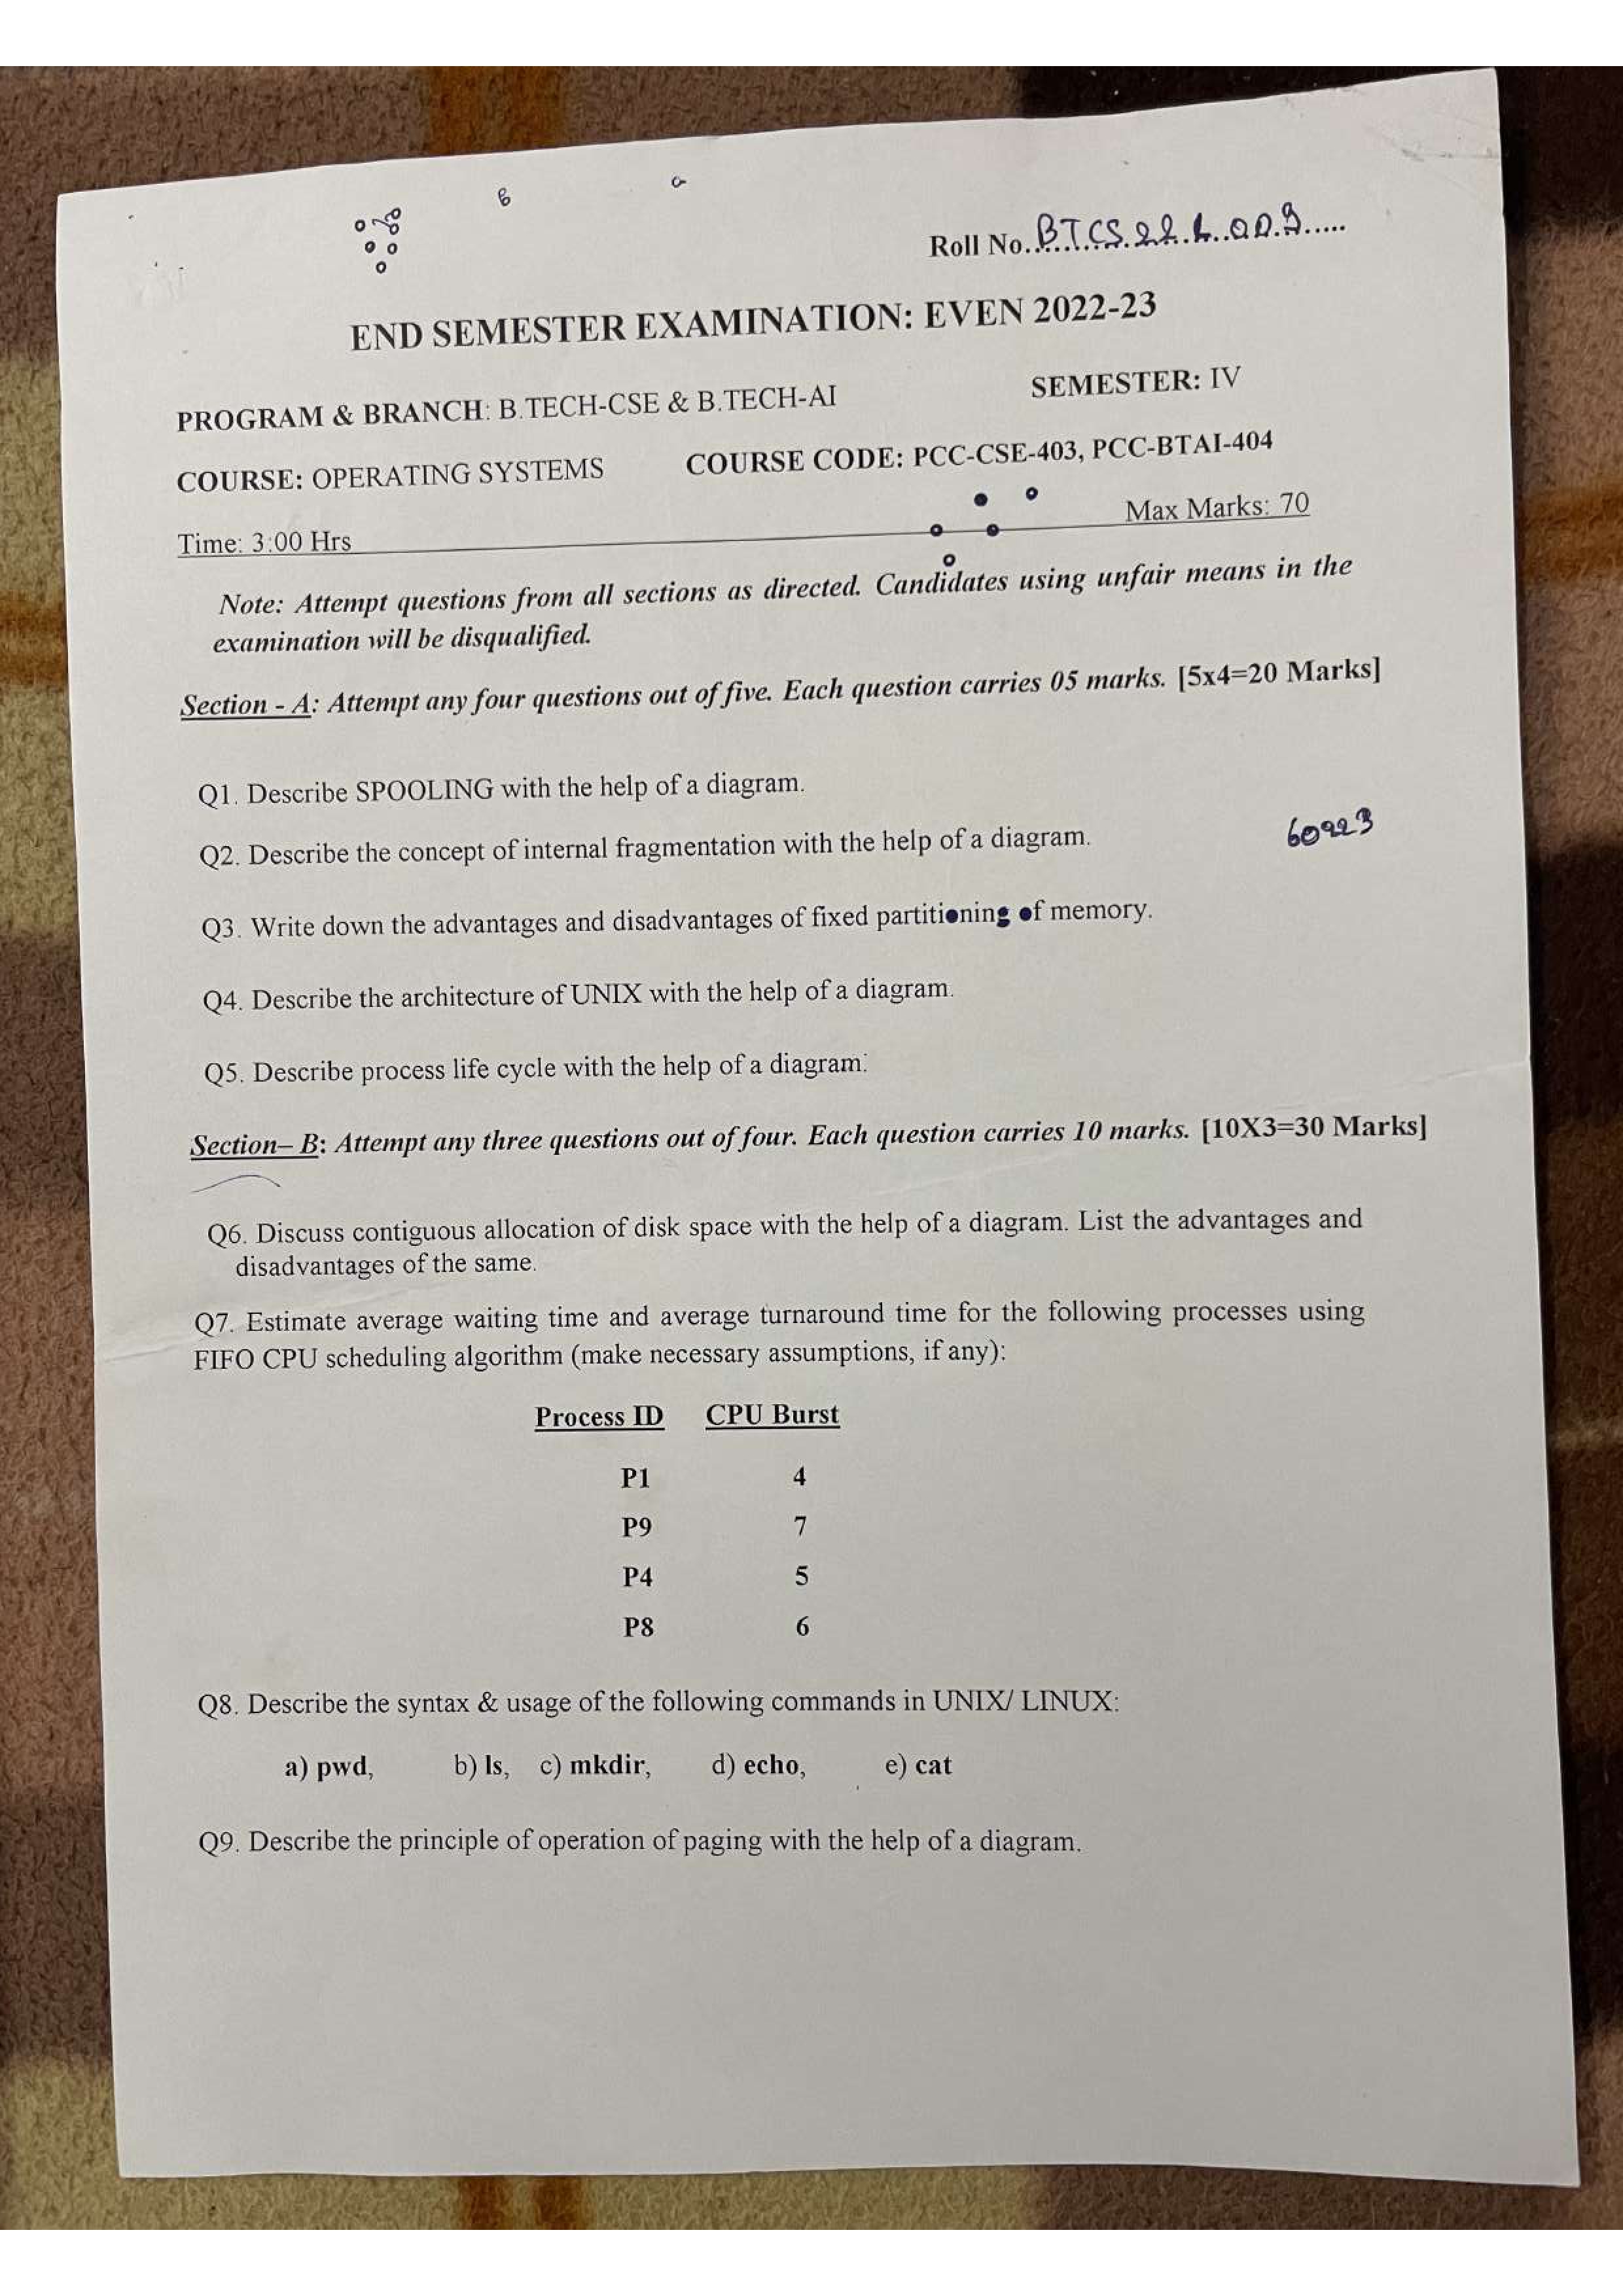 Roll No.
END SEMESTER EXAMINATION: EVEN 2022-23
PROGRAM & BRANCH: B.TECH-CSE & B.TECH-AI SEMESTER: IV
COURSE: OPERATING SYSTEMS COURSE CODE: PCC-CSE-403, PCC-BTAI-404
Time: 3:00 Hrs Max Marks: 70
Note: Attempt questions from all sections as directed. Candidates using unfair means in the
examination will be disqualified.
Section - A: Attempt any four questions out of five. Each question carries 05 marks. [5x4=20 Marks]
Q1. Describe SPOOLING with the help of a diagram.
60923
Q2. Describe the concept of internal fragmentation with the help of a diagram.
Q3. Write down the advantages and disadvantages of fixed partitioning of memory.
Q4. Describe the architecture of UNIX with the help of a diagram.
Q5. Describe process life cycle with the help of a diagram.
Section– B: Attempt any three questions out of four. Each question carries 10 marks. [10X3=30 Marks]
Q6. Discuss contiguous allocation of disk space with the help of a diagram. List the advantages and
disadvantages of the same.
Q7. Estimate average waiting time and average turnaround time for the following processes using
FIFO CPU scheduling algorithm (make necessary assumptions, if any):
Process ID CPU Burst
P1 4
P9 7
P4 5
P8 6
Q8. Describe the syntax & usage of the following commands in UNIX/ LINUX:
a) pwd, b) ls, c) mkdir, d) echo, e) cat
Q9. Describe the principle of operation of paging with the help of a diagram.